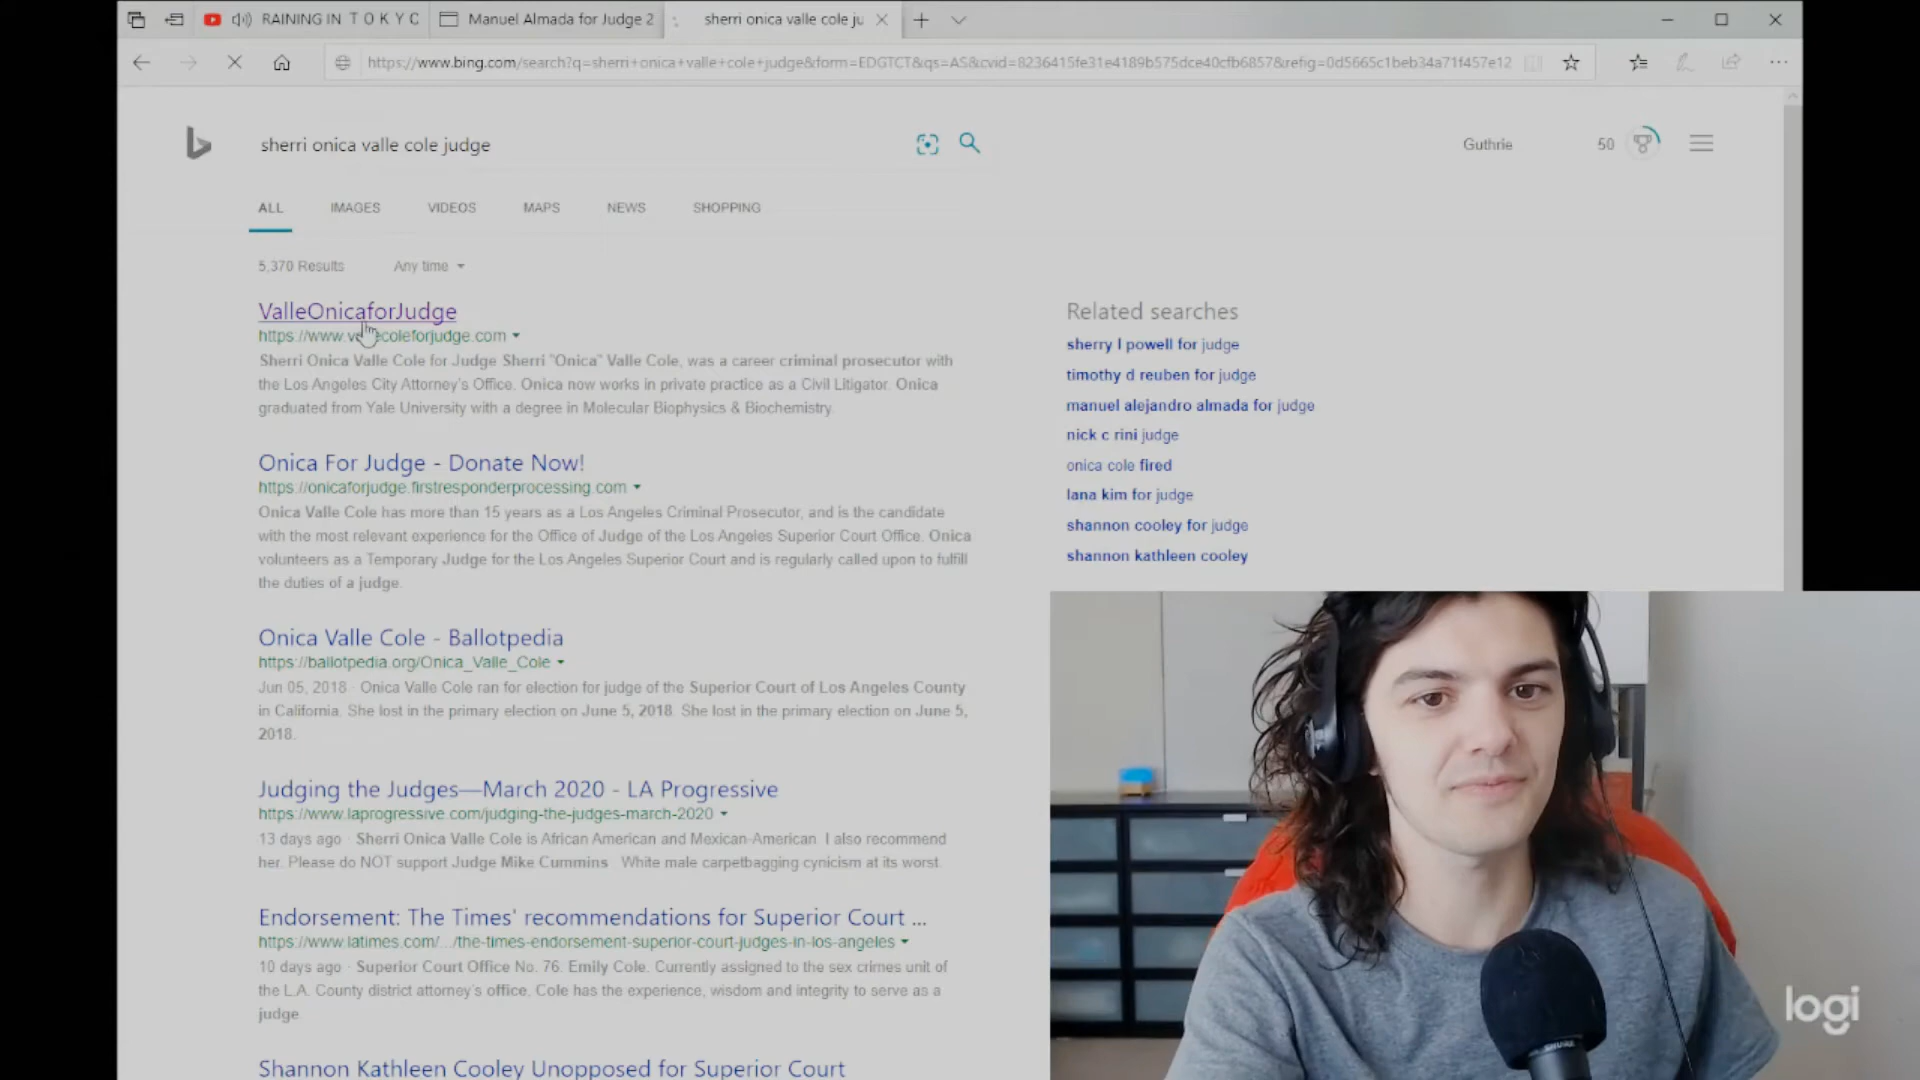 RAINING IN T O K Y C
Manuel Almada for Judge 2
sherri onica valle cole ju
https://www.bing.com/search?q=sherri+onica+valle+cole+judge&form=EDGTCT&qs=AS&cvid=8236415fe31e4189b575dce40cfb6857&refig=0d5665c1beb34a71f457e12
sherri onica valle cole judge
Guthrie
50
ALL
IMAGES
VIDEOS
MAPS
NEWS
SHOPPING
5,370 Results
Any time
ValleOnicaforJudge
https://www.vallecoleforjudge.com
Sherri Onica Valle Cole for Judge Sherri "Onica" Valle Cole, was a career criminal prosecutor with
the Los Angeles City Attorney's Office. Onica now works in private practice as a Civil Litigator. Onica
graduated from Yale University with a degree in Molecular Biophysics & Biochemistry.
Onica For Judge - Donate Now!
https://onicaforjudge.firstresponderprocessing.com
Onica Valle Cole has more than 15 years as a Los Angeles Criminal Prosecutor, and is the candidate
with the most relevant experience for the Office of Judge of the Los Angeles Superior Court Office. Onica
volunteers as a Temporary Judge for the Los Angeles Superior Court and is regularly called upon to fulfill
the duties of a judge.
Onica Valle Cole - Ballotpedia
https://ballotpedia.org/Onica_Valle_Cole
Jun 05, 2018 · Onica Valle Cole ran for election for judge of the Superior Court of Los Angeles County
in California. She lost in the primary election on June 5, 2018. She lost in the primary election on June 5,
2018.
Judging the Judges—March 2020 - LA Progressive
https://www.laprogressive.com/judging-the-judges-march-2020
13 days ago · Sherri Onica Valle Cole is African American and Mexican-American. I also recommend
her. Please do NOT support Judge Mike Cummins. White male carpetbagging cynicism at its worst.
Endorsement: The Times' recommendations for Superior Court ...
https://www.latimes.com/.../the-times-endorsement-superior-court-judges-in-los-angeles
10 days ago · Superior Court Office No. 76. Emily Cole. Currently assigned to the sex crimes unit of
the L.A. County district attorney's office, Cole has the experience, wisdom and integrity to serve as a
judge.
Shannon Kathleen Cooley Unopposed for Superior Court
Related searches
sherry l powell for judge
timothy d reuben for judge
manuel alejandro almada for judge
nick c rini judge
onica cole fired
lana kim for judge
shannon cooley for judge
shannon kathleen cooley
logi